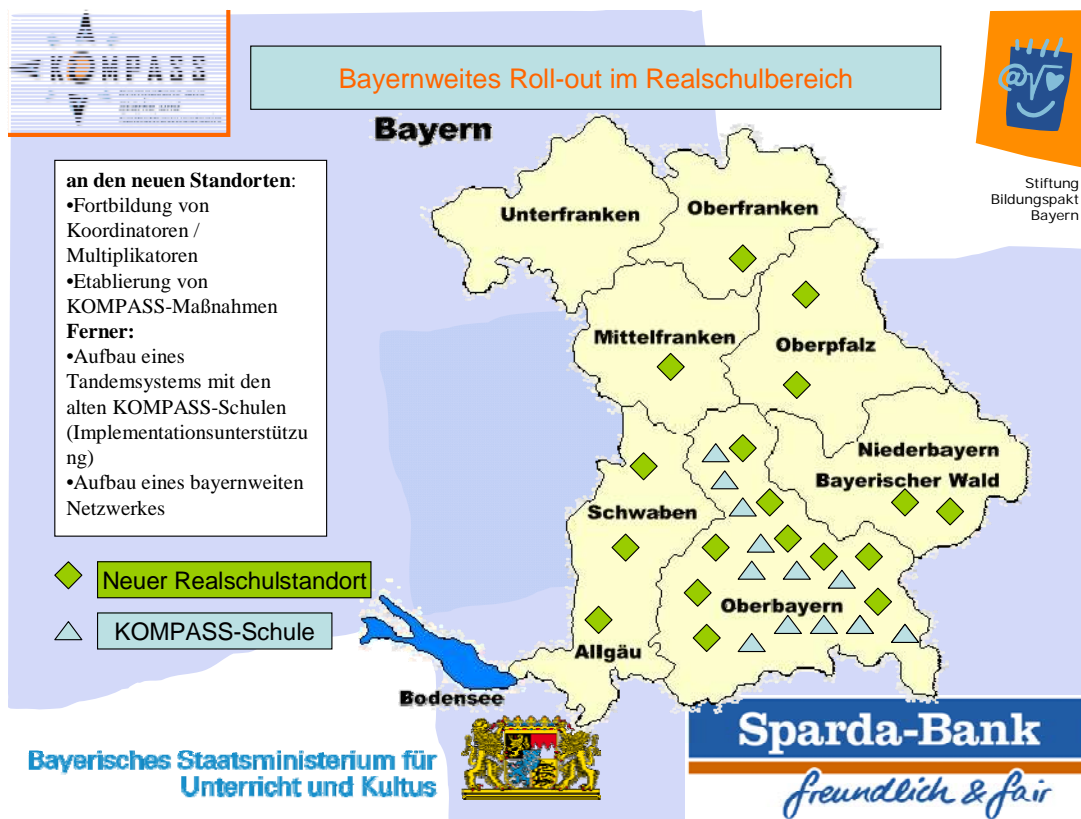 KOMPASS
Bayernweites Roll-out im Realschulbereich
Stiftung
Bildungspakt
Bayern
Bayern
an den neuen Standorten:
•Fortbildung von
Koordinatoren /
Multiplikatoren
•Etablierung von
KOMPASS-Maßnahmen
Ferner:
•Aufbau eines
Tandemsystems mit den
alten KOMPASS-Schulen
(Implementationsunterstützu
ng)
•Aufbau eines bayernweiten
Netzwerkes
Neuer Realschulstandort
KOMPASS-Schule
Unterfranken
Oberfranken
Mittelfranken
Oberpfalz
Niederbayern
Bayerischer Wald
Schwaben
Oberbayern
Allgäu
Bodensee
Bayerisches Staatsministerium für
Unterricht und Kultus
Sparda-Bank
freundlich & fair